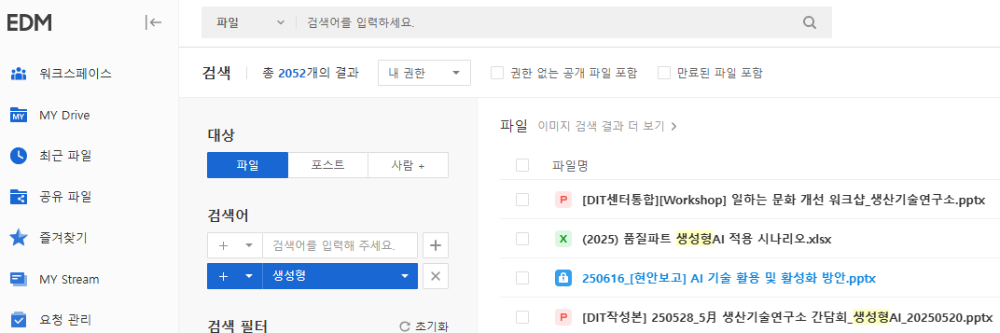 EDM
파일 검색어를 입력하세요.
워크스페이스
MY Drive
최근 파일
공유 파일
즐겨찾기
MY Stream
요청 관리
검색 총 2052개의 결과 내 권한 권한 없는 공개 파일 포함 만료된 파일 포함
대상
파일 포스트 사람 +
검색어
+ 검색어를 입력해 주세요. +
+ 생성형 ×
검색 필터 초기화
파일 이미지 검색 결과 더 보기 >
파일명
P [DIT센터통합][Workshop] 일하는 문화 개선 워크샵_생산기술연구소.pptx
X (2025) 품질파트 생성형AI 적용 시나리오.xlsx
250616_[현안보고] AI 기술 활용 및 활성화 방안.pptx
P [DIT작성본] 250528_5月 생산기술연구소 간담회_생성형AI_20250520.pptx